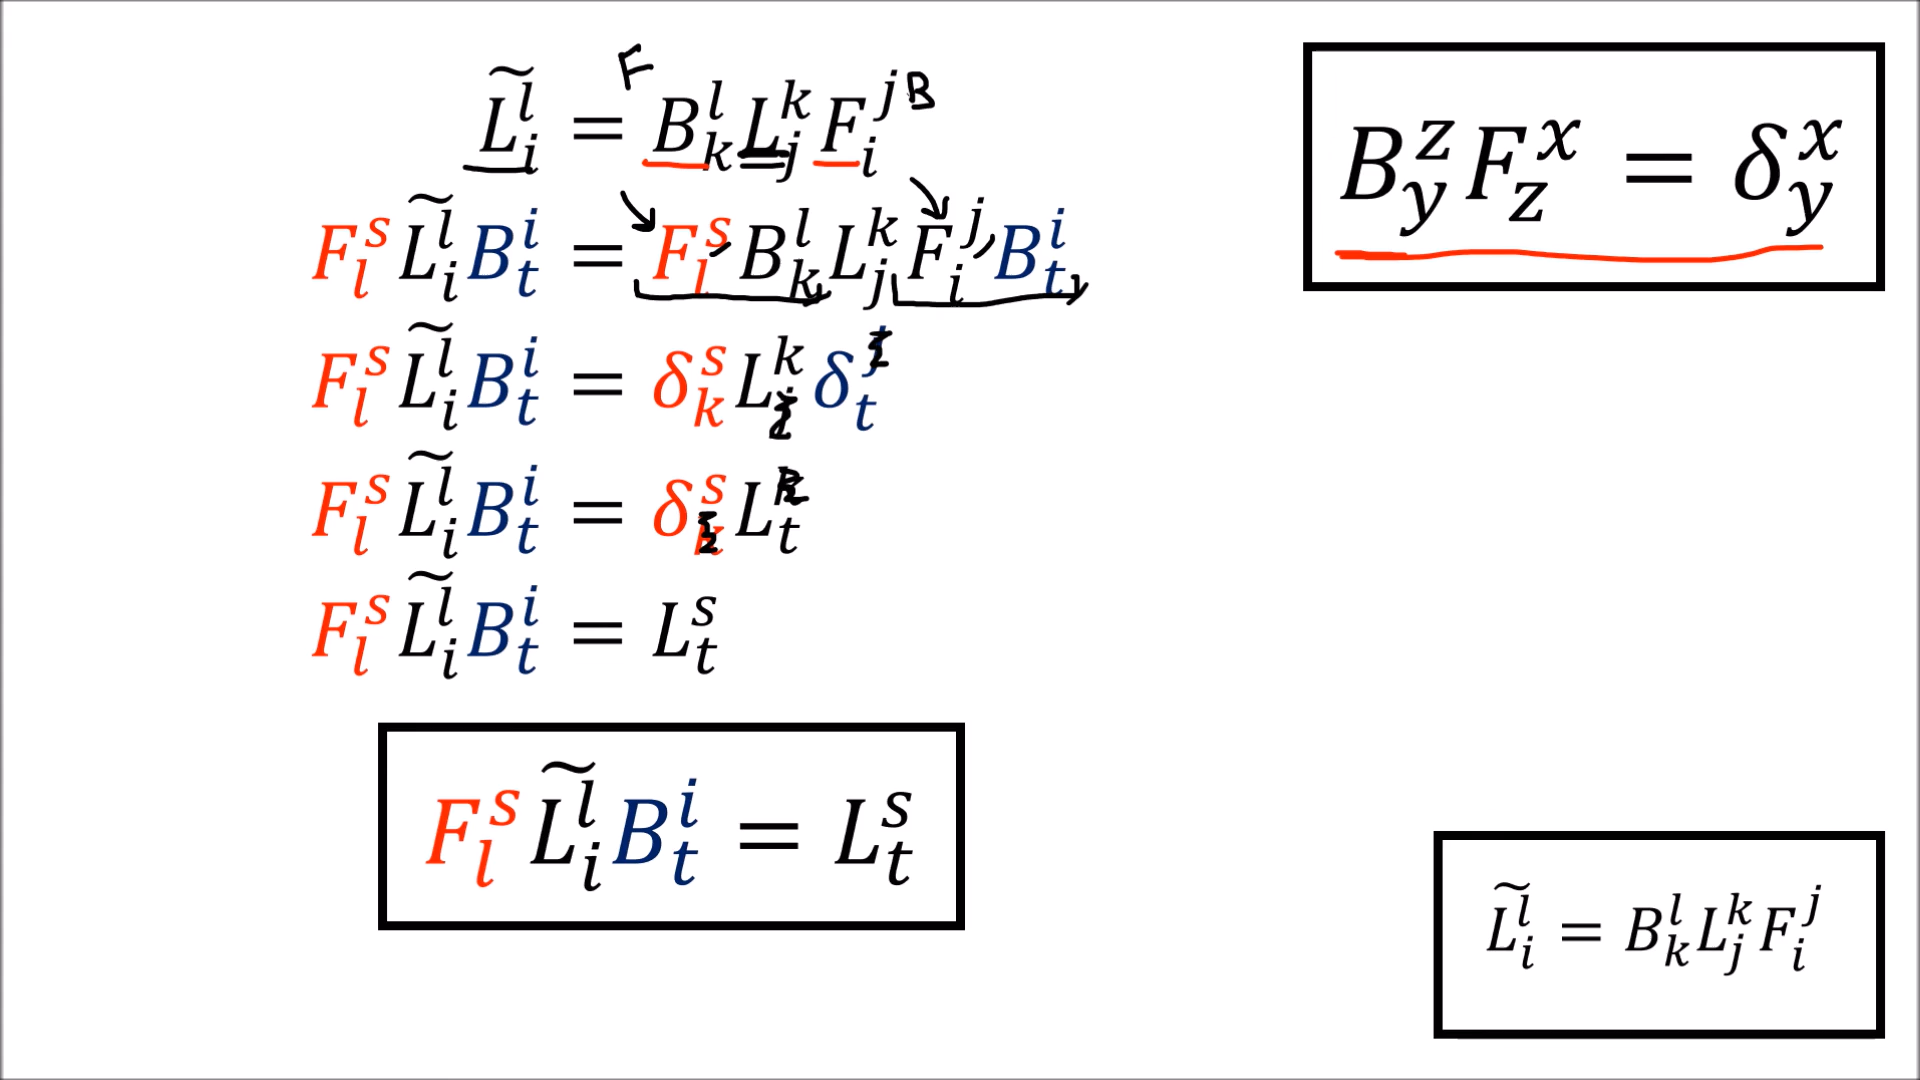 F B
L̃^l_i = B^l_k L^k_j F^j_i
F^s_l L̃^l_i B^i_t = F^s_l B^l_k L^k_j F^j_i B^i_t
F^s_l L̃^l_i B^i_t = δ^s_k L^k_j δ^j_t
F^s_l L̃^l_i B^i_t = δ^s_k L^k_t
F^s_l L̃^l_i B^i_t = L^s_t
F^s_l L̃^l_i B^i_t = L^s_t
B^z_y F^x_z = δ^x_y
L̃^l_i = B^l_k L^k_j F^j_i